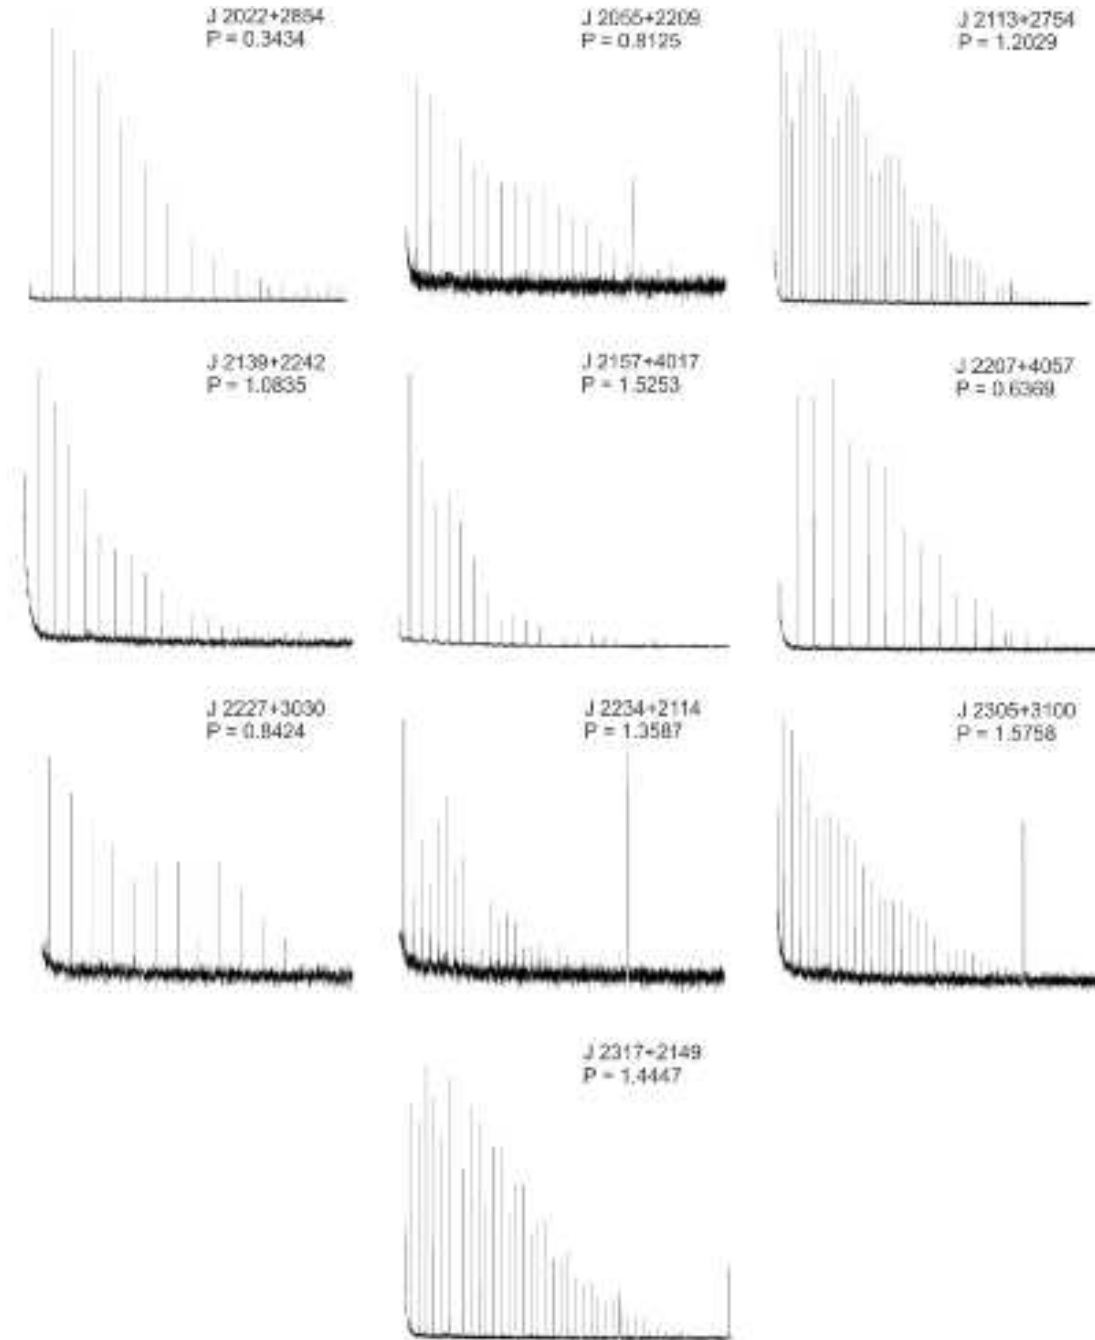 J 2022+2854
P = 0.3434
J 2055+2209
P = 0.8125
J 2113+2754
P = 1.2029
J 2139+2242
P = 1.0835
J 2157+4017
P = 1.5253
J 2207+4057
P = 0.6369
J 2227+3030
P = 0.8424
J 2234+2114
P = 1.3587
J 2305+3100
P = 1.5758
J 2317+2149
P = 1.4447